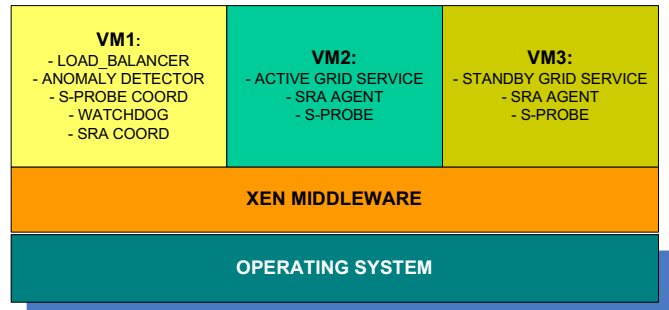 VM1:
- LOAD_BALANCER
- ANOMALY DETECTOR
- S-PROBE COORD
- WATCHDOG
- SRA COORD
VM2:
- ACTIVE GRID SERVICE
- SRA AGENT
- S-PROBE
VM3:
- STANDBY GRID SERVICE
- SRA AGENT
- S-PROBE
XEN MIDDLEWARE
OPERATING SYSTEM